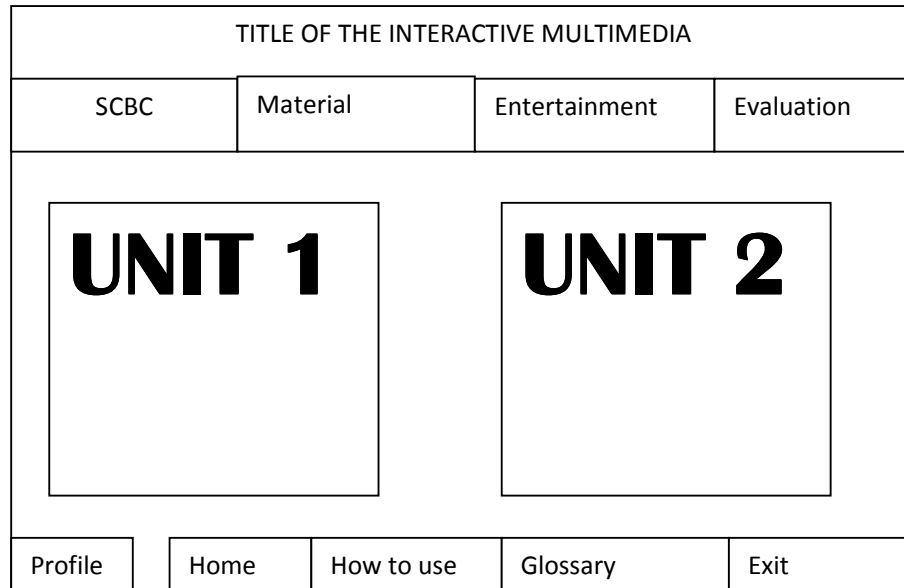 TITLE OF THE INTERACTIVE MULTIMEDIA
SCBC Material Entertainment Evaluation
UNIT 1 UNIT 2
Profile Home How to use Glossary Exit